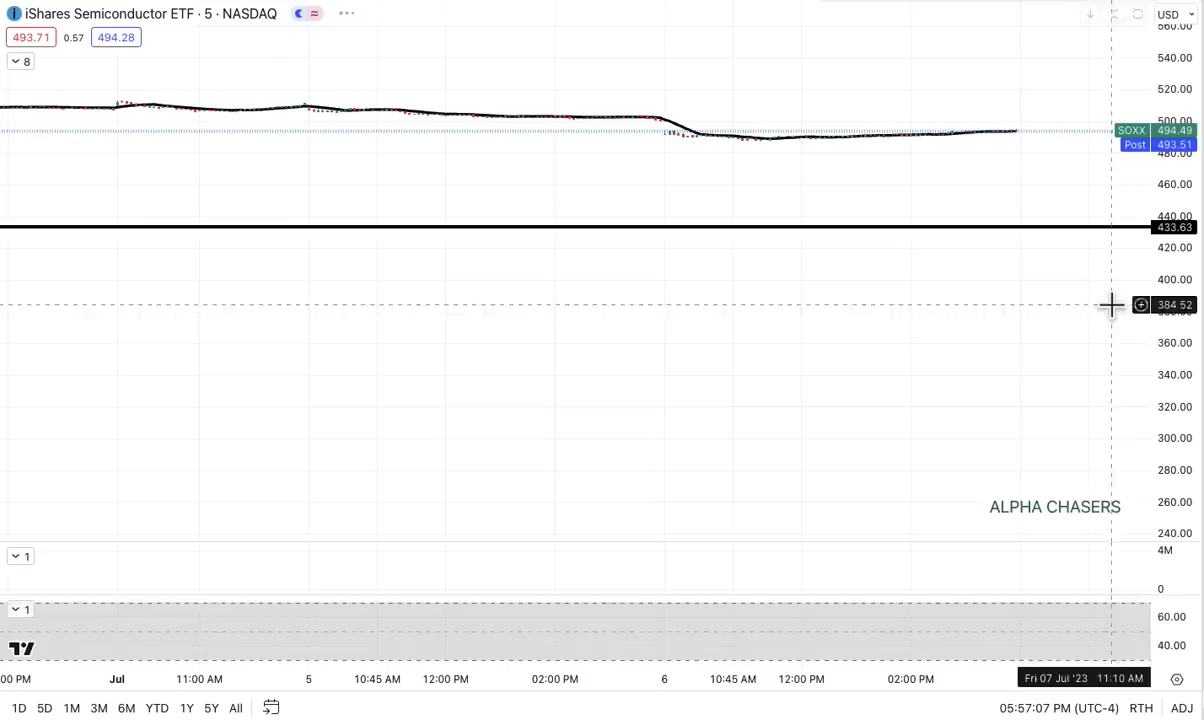 iShares Semiconductor ETF · 5 · NASDAQ
USD
493.71 0.57 494.28
8
560.00
540.00
520.00
500.00
SOXX 494.49
Post 493.51
480.00
460.00
440.00
433.63
420.00
400.00
384.52
360.00
340.00
320.00
300.00
280.00
260.00
ALPHA CHASERS
240.00
1
4M
0
1
60.00
40.00
:00 PM Jul 11:00 AM 5 10:45 AM 12:00 PM 02:00 PM 6 10:45 AM 12:00 PM 02:00 PM Fri 07 Jul '23 11:10 AM
1D 5D 1M 3M 6M YTD 1Y 5Y All 05:57:07 PM (UTC-4) RTH ADJ